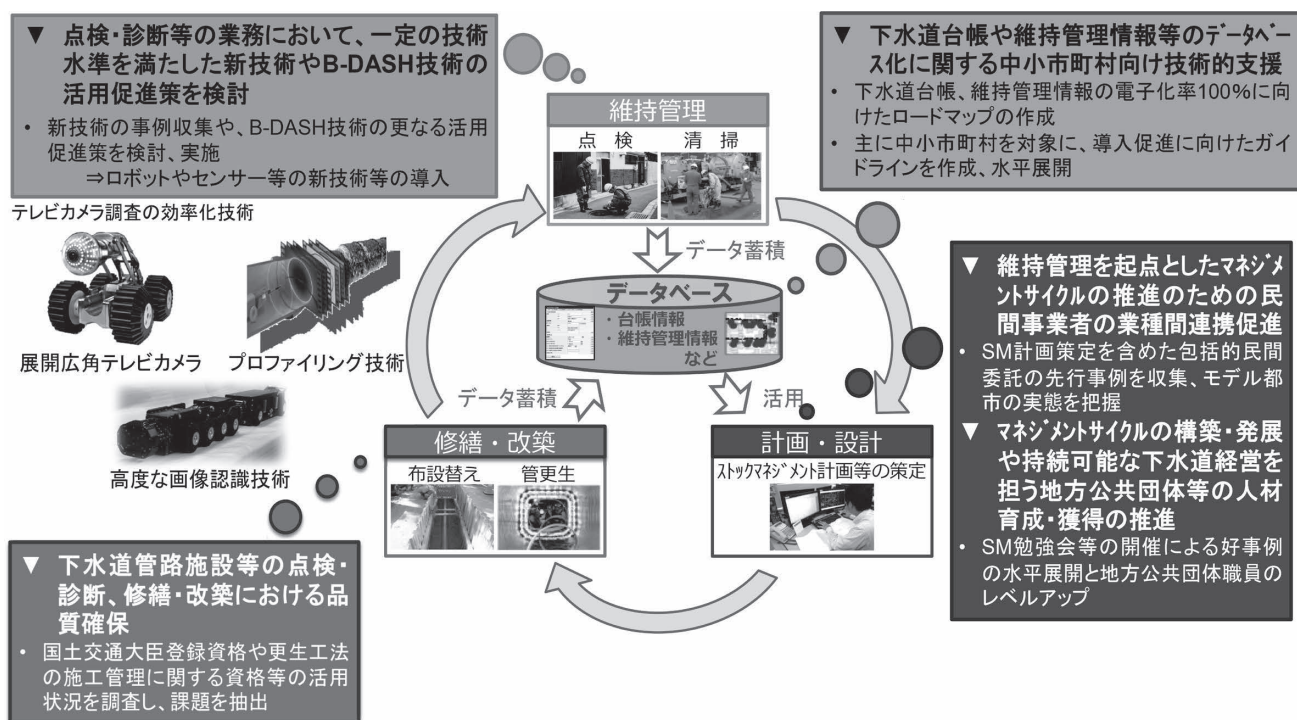 ▼ 点検・診断等の業務において、一定の技術
水準を満たした新技術やB-DASH技術の
活用促進策を検討
・ 新技術の事例収集や、B-DASH技術の更なる活用
促進策を検討、実施
⇒ロボットやセンサー等の新技術等の導入
テレビカメラ調査の効率化技術
展開広角テレビカメラ
プロファイリング技術
高度な画像認識技術
▼ 下水道管路施設等の点検・
診断、修繕・改築における品
質確保
・ 国土交通大臣登録資格や更生工法
の施工管理に関する資格等の活用
状況を調査し、課題を抽出
維持管理
点 検
清 掃
データ蓄積
データベース
・台帳情報
・維持管理情報
など
データ蓄積
活用
修繕・改築
布設替え
管更生
計画・設計
ストックマネジメント計画等の策定
▼ 下水道台帳や維持管理情報等のデータベー
ス化に関する中小市町村向け技術的支援
・ 下水道台帳、維持管理情報の電子化率100%に向
けたロードマップの作成
・ 主に中小市町村を対象に、導入促進に向けたガイ
ドラインを作成、水平展開
▼ 維持管理を起点としたマネジメ
ントサイクルの推進のための民
間事業者の業種間連携促進
・ SM計画策定を含めた包括的民間
委託の先行事例を収集、モデル都
市の実態を把握
▼ マネジメントサイクルの構築・発展
や持続可能な下水道経営を
担う地方公共団体等の人材
育成・獲得の推進
・ SM勉強会等の開催による好事例
の水平展開と地方公共団体職員の
レベルアップ